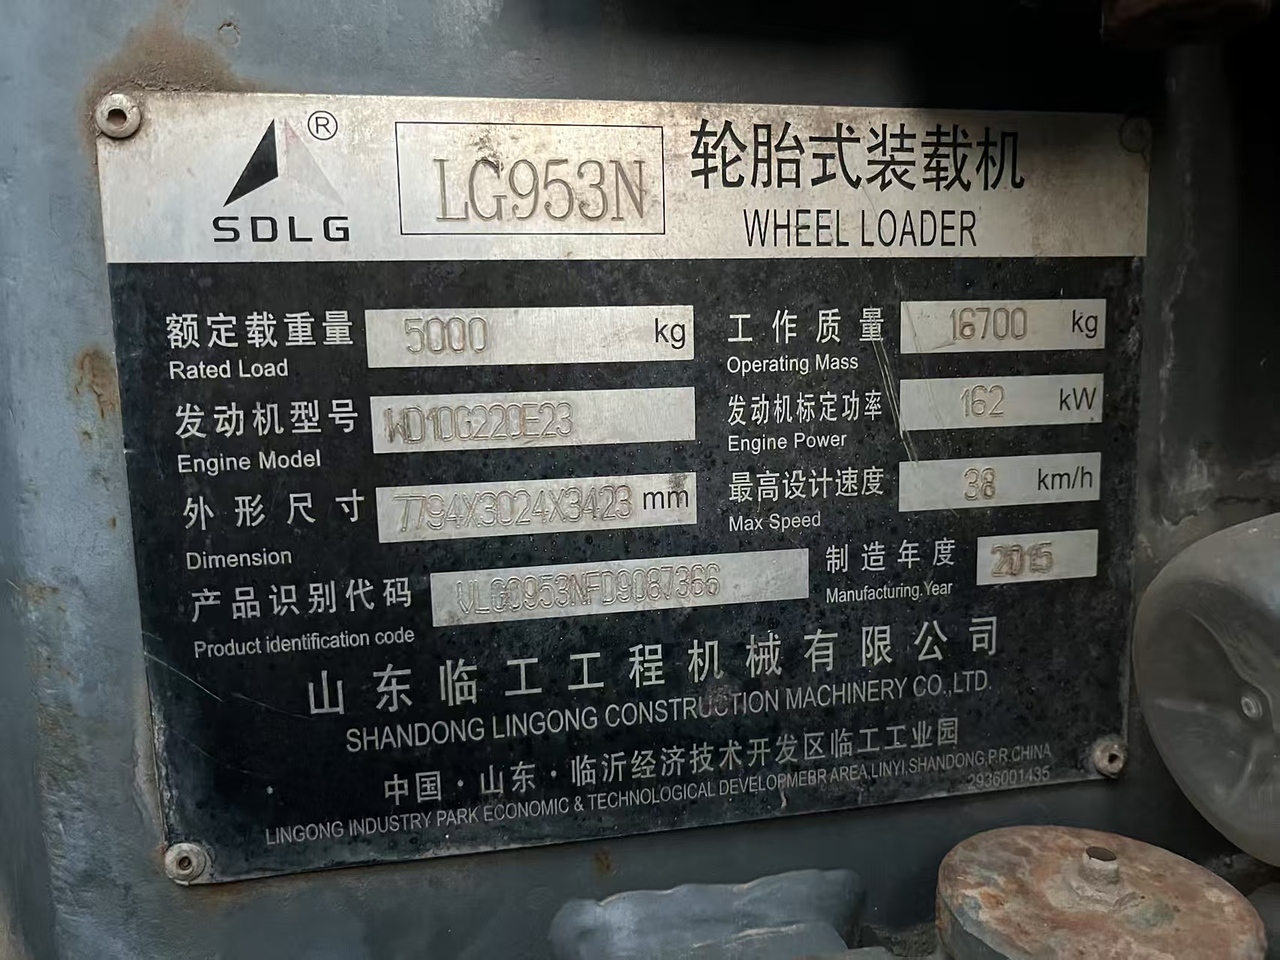 ®
SDLG
LG953N
轮胎式装载机
WHEEL LOADER
额定载重量 5000 kg
Rated Load
工作质量 16700 kg
Operating Mass
发动机型号 WD10G220E23
Engine Model
发动机标定功率 162 kW
Engine Power
外形尺寸 7794X3024X3423 mm
Dimension
最高设计速度 38 km/h
Max Speed
产品识别代码 VLG0953NFD9087366
Product identification code
制造年度 2015
Manufacturing.Year
山东临工工程机械有限公司
SHANDONG LINGONG CONSTRUCTION MACHINERY CO.,LTD.
中国·山东·临沂经济技术开发区临工工业园
LINGONG INDUSTRY PARK ECONOMIC & TECHNOLOGICAL DEVELOPMEBR AREA,LINYI,SHANDONG,P.R.CHINA
2936001435